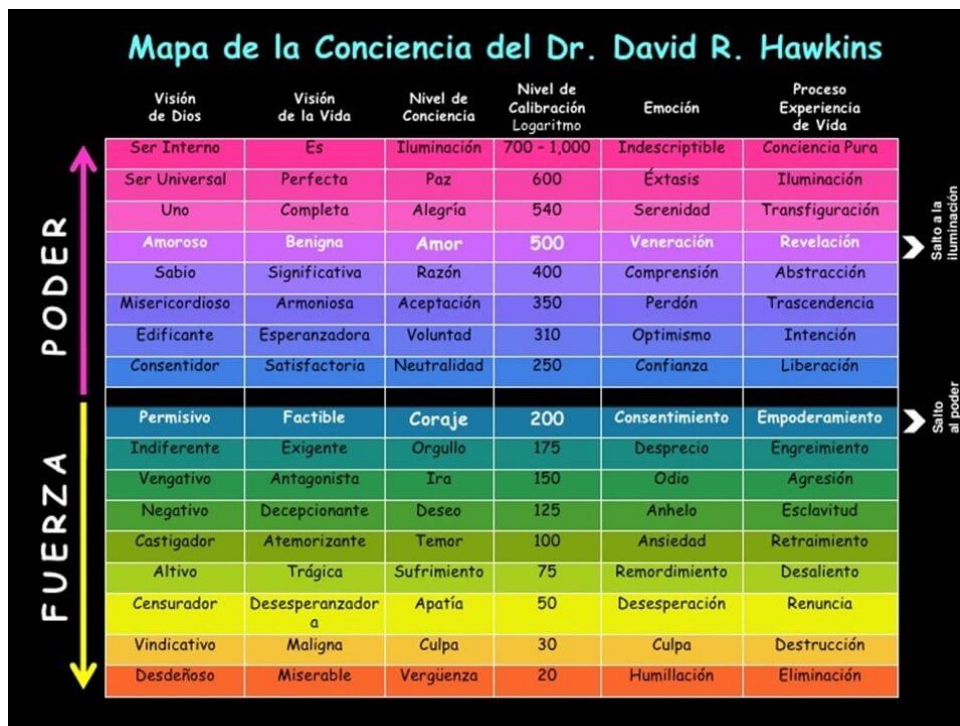 Mapa de la Conciencia del Dr. David R. Hawkins
Visión de Dios Visión de la Vida Nivel de Conciencia Nivel de Calibración Logaritmo Emoción Proceso Experiencia de Vida
PODER
Ser Interno Es Iluminación 700 - 1,000 Indescriptible Conciencia Pura
Ser Universal Perfecta Paz 600 Éxtasis Iluminación
Uno Completa Alegría 540 Serenidad Transfiguración
Amoroso Benigna Amor 500 Veneración Revelación
Salto a la iluminación
Sabio Significativa Razón 400 Comprensión Abstracción
Misericordioso Armoniosa Aceptación 350 Perdón Trascendencia
Edificante Esperanzadora Voluntad 310 Optimismo Intención
Consentidor Satisfactoria Neutralidad 250 Confianza Liberación
FUERZA
Permisivo Factible Coraje 200 Consentimiento Empoderamiento
Salto al poder
Indiferente Exigente Orgullo 175 Desprecio Engreimiento
Vengativo Antagonista Ira 150 Odio Agresión
Negativo Decepcionante Deseo 125 Anhelo Esclavitud
Castigador Atemorizante Temor 100 Ansiedad Retraimiento
Altivo Trágica Sufrimiento 75 Remordimiento Desaliento
Censurador Desesperanzadora Apatía 50 Desesperación Renuncia
Vindicativo Maligna Culpa 30 Culpa Destrucción
Desdeñoso Miserable Vergüenza 20 Humillación Eliminación